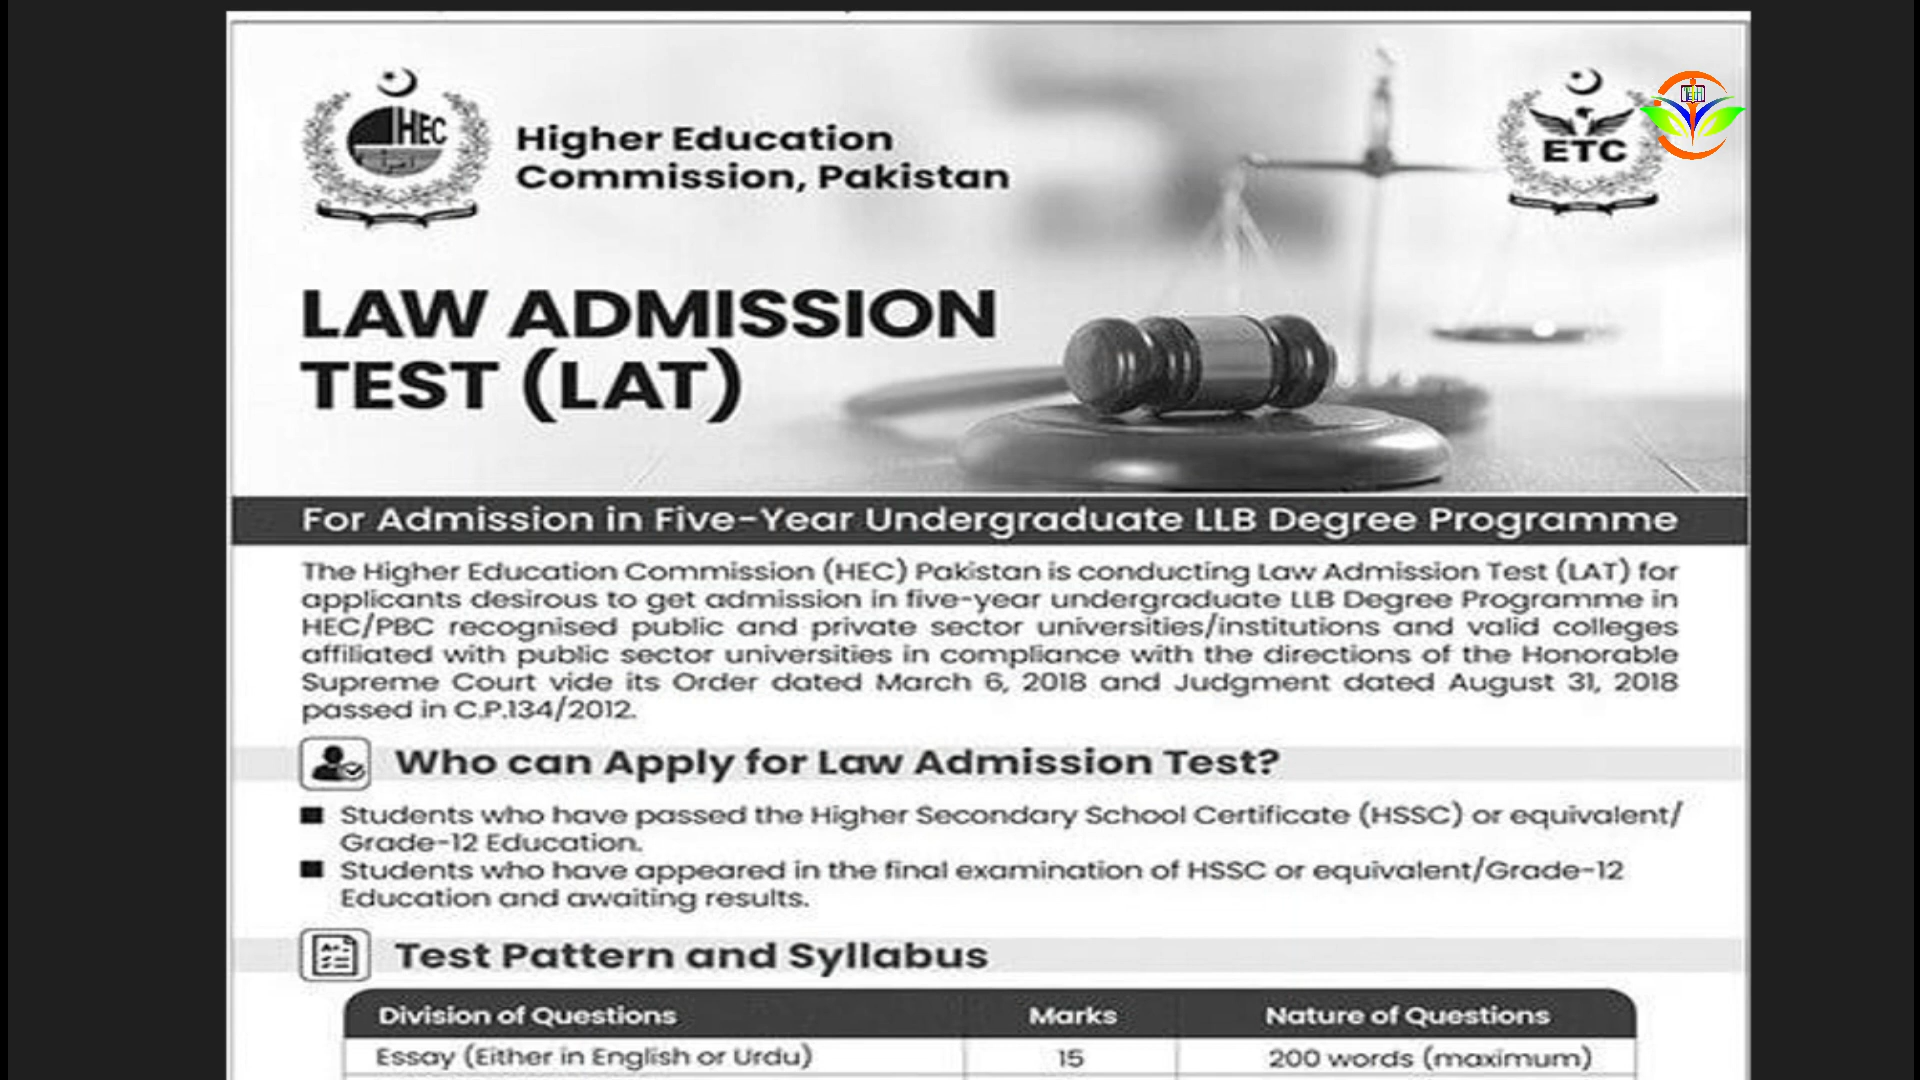 HEC
Higher Education
Commission, Pakistan
ETC
LAW ADMISSION
TEST (LAT)
For Admission in Five-Year Undergraduate LLB Degree Programme
The Higher Education Commission (HEC) Pakistan is conducting Law Admission Test (LAT) for
applicants desirous to get admission in five-year undergraduate LLB Degree Programme in
HEC/PBC recognised public and private sector universities/institutions and valid colleges
affiliated with public sector universities in compliance with the directions of the Honorable
Supreme Court vide its Order dated March 6, 2018 and Judgment dated August 31, 2018
passed in C.P.134/2012.
Who can Apply for Law Admission Test?
■ Students who have passed the Higher Secondary School Certificate (HSSC) or equivalent/
Grade-12 Education.
■ Students who have appeared in the final examination of HSSC or equivalent/Grade-12
Education and awaiting results.
Test Pattern and Syllabus
Division of Questions Marks Nature of Questions
Essay (Either in English or Urdu) 15 200 words (maximum)